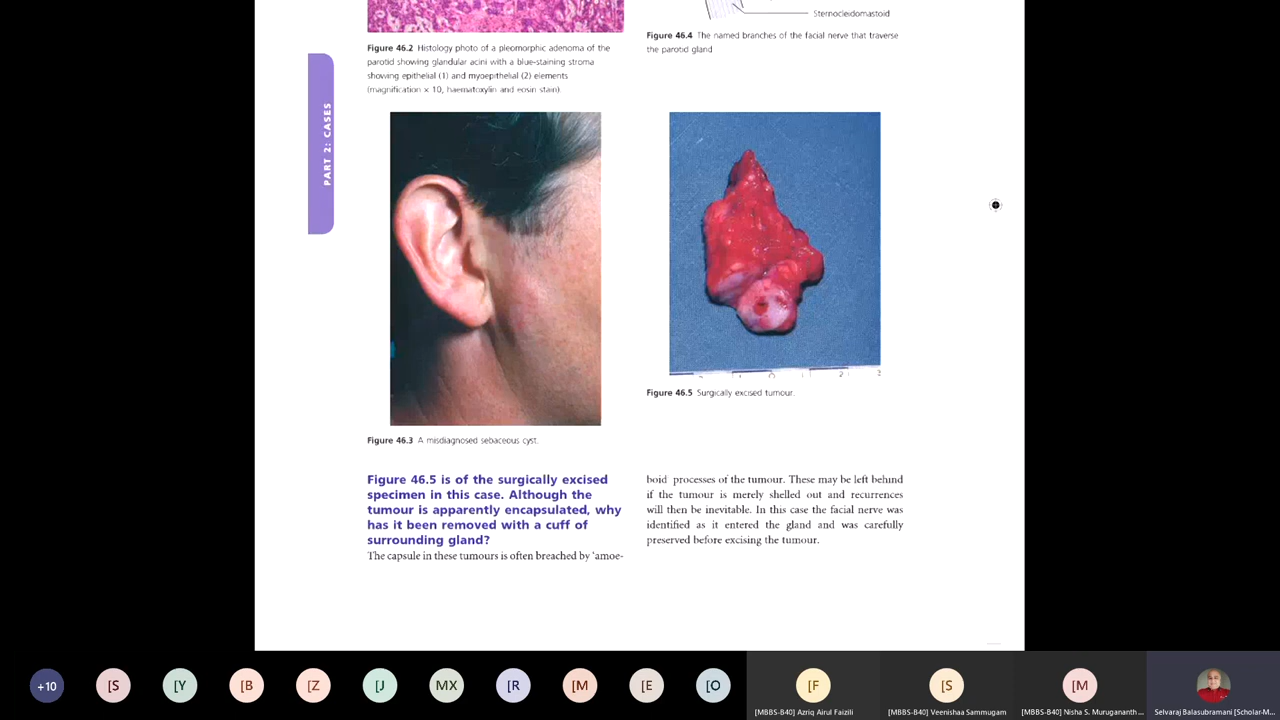 Sternocleidomastoid
Figure 46.2 Histology photo of a pleomorphic adenoma of the
parotid showing glandular acini with a blue-staining stroma
showing epithelial (1) and myoepithelial (2) elements
(magnification × 10, haematoxylin and eosin stain).
Figure 46.4 The named branches of the facial nerve that traverse
the parotid gland
PART 2: CASES
Figure 46.3 A misdiagnosed sebaceous cyst.
Figure 46.5 Surgically excised tumour.
Figure 46.5 is of the surgically excised
specimen in this case. Although the
tumour is apparently encapsulated, why
has it been removed with a cuff of
surrounding gland?
The capsule in these tumours is often breached by ‘amoe-
boid processes of the tumour. These may be left behind
if the tumour is merely shelled out and recurrences
will then be inevitable. In this case the facial nerve was
identified as it entered the gland and was carefully
preserved before excising the tumour.
+10
[S
[Y
[B
[Z
[J
MX
[R
[M
[E
[O
[F
[S
[M
[MBBS-B40] Azriq Airul Faizili
[MBBS-B40] Veenishaa Sammugam
[MBBS-B40] Nisha S. Muruganath ...
Selvaraj Balasubramani [Scholar-M...